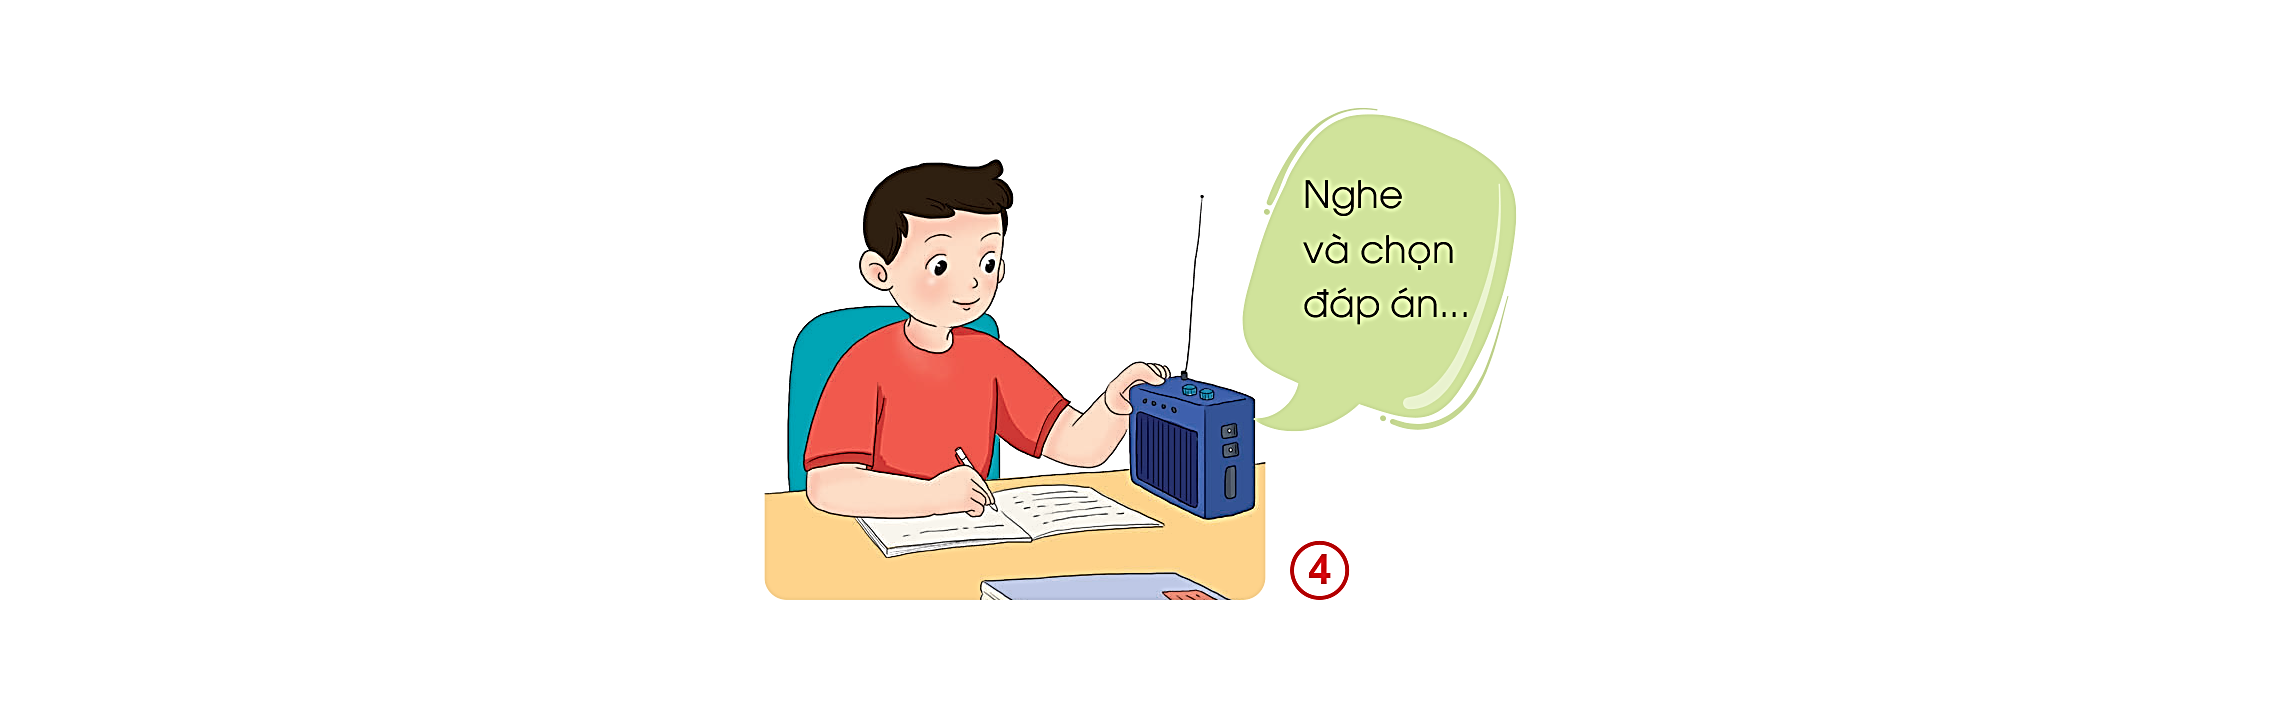 Nghe
và chọn
đáp án...
4